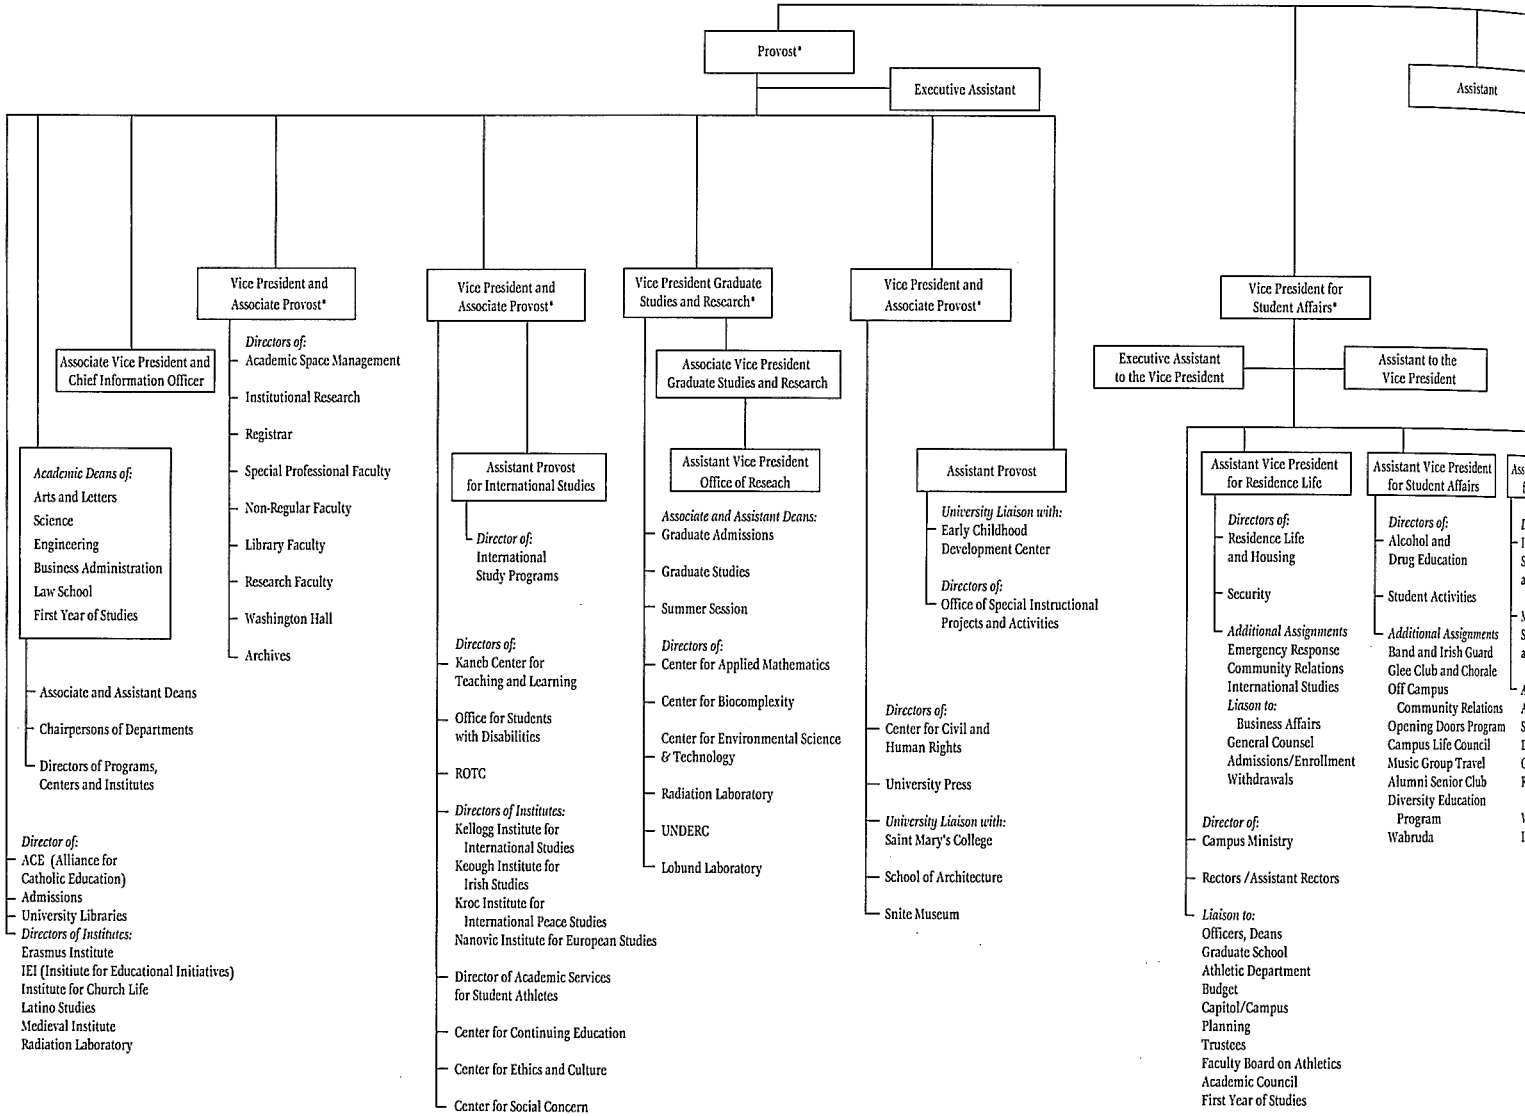 Provost*
Executive Assistant
Assistant
Vice President and
Associate Provost*
Directors of:
Academic Space Management
Institutional Research
Registrar
Special Professional Faculty
Non-Regular Faculty
Library Faculty
Research Faculty
Washington Hall
Archives
Associate Vice President and
Chief Information Officer
Academic Deans of:
Arts and Letters
Science
Engineering
Business Administration
Law School
First Year of Studies
Associate and Assistant Deans
Chairpersons of Departments
Directors of Programs,
Centers and Institutes
Director of:
ACE (Alliance for
Catholic Education)
Admissions
University Libraries
Directors of Institutes:
Erasmus Institute
IEI (Insitiute for Educational Initiatives)
Institute for Church Life
Latino Studies
Medieval Institute
Radiation Laboratory
Vice President and
Associate Provost*
Assistant Provost
for International Studies
Director of:
International
Study Programs
Directors of:
Kaneb Center for
Teaching and Learning
Office for Students
with Disabilities
ROTC
Directors of Institutes:
Kellogg Institute for
International Studies
Keough Institute for
Irish Studies
Kroc Institute for
International Peace Studies
Nanovic Institute for European Studies
Director of Academic Services
for Student Athletes
Center for Continuing Education
Center for Ethics and Culture
Center for Social Concern
Vice President Graduate
Studies and Research*
Associate Vice President
Graduate Studies and Research
Assistant Vice President
Office of Reseach
Associate and Assistant Deans:
Graduate Admissions
Graduate Studies
Summer Session
Directors of:
Center for Applied Mathematics
Center for Biocomplexity
Center for Environmental Science
& Technology
Radiation Laboratory
UNDERC
Lobund Laboratory
Vice President and
Associate Provost*
Assistant Provost
University Liaison with:
Early Childhood
Development Center
Directors of:
Office of Special Instructional
Projects and Activities
Directors of:
Center for Civil and
Human Rights
University Press
University Liaison with:
Saint Mary's College
School of Architecture
Snite Museum
Vice President for
Student Affairs*
Executive Assistant
to the Vice President
Assistant to the
Vice President
Assistant Vice President
for Residence Life
Directors of:
Residence Life
and Housing
Security
Additional Assignments
Emergency Response
Community Relations
International Studies
Liason to:
Business Affairs
General Counsel
Admissions/Enrollment
Withdrawals
Director of:
Campus Ministry
Rectors /Assistant Rectors
Liaison to:
Officers, Deans
Graduate School
Athletic Department
Budget
Capitol/Campus
Planning
Trustees
Faculty Board on Athletics
Academic Council
First Year of Studies
Assistant Vice President
for Student Affairs
Directors of:
Alcohol and
Drug Education
Student Activities
Additional Assignments
Band and Irish Guard
Glee Club and Chorale
Off Campus
Community Relations
Opening Doors Program
Campus Life Council
Music Group Travel
Alumni Senior Club
Diversity Education
Program
Wabruda